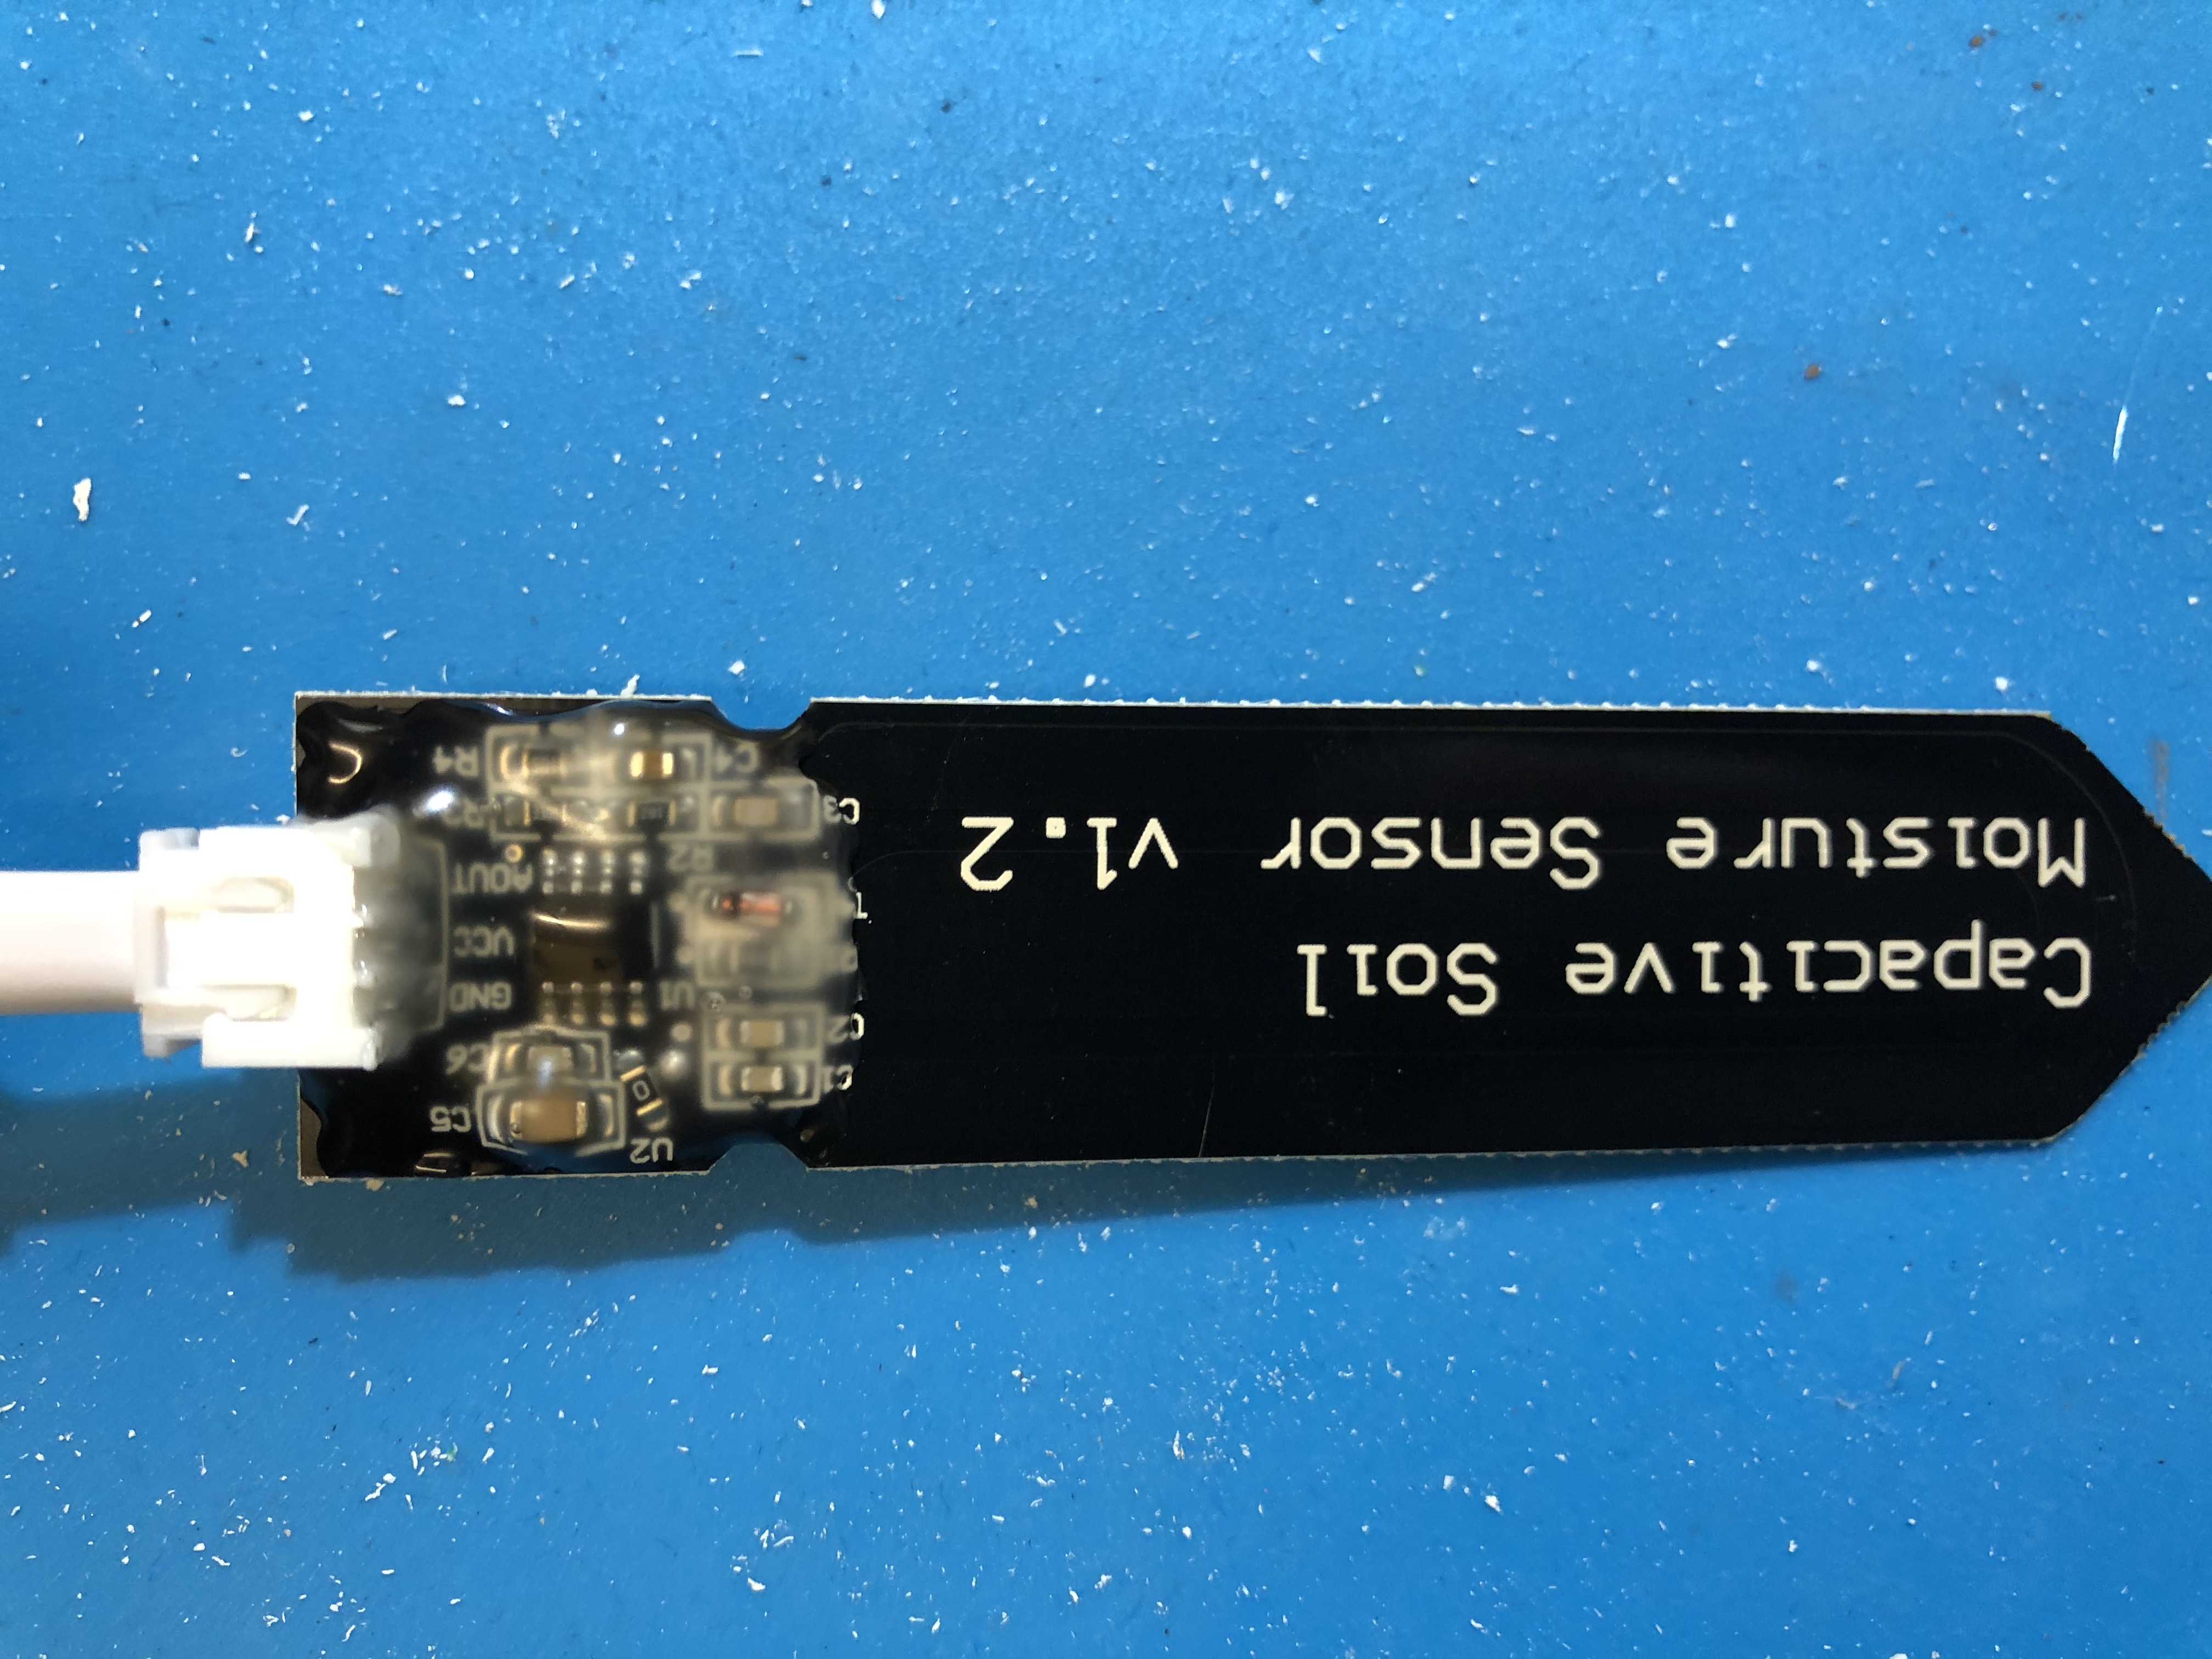 C5
C6
GND
VCC
AOUT
R4
U2
U1
R2
C4
C1
C2
C3
Capacitive Soil
Moisture Sensor v1.2